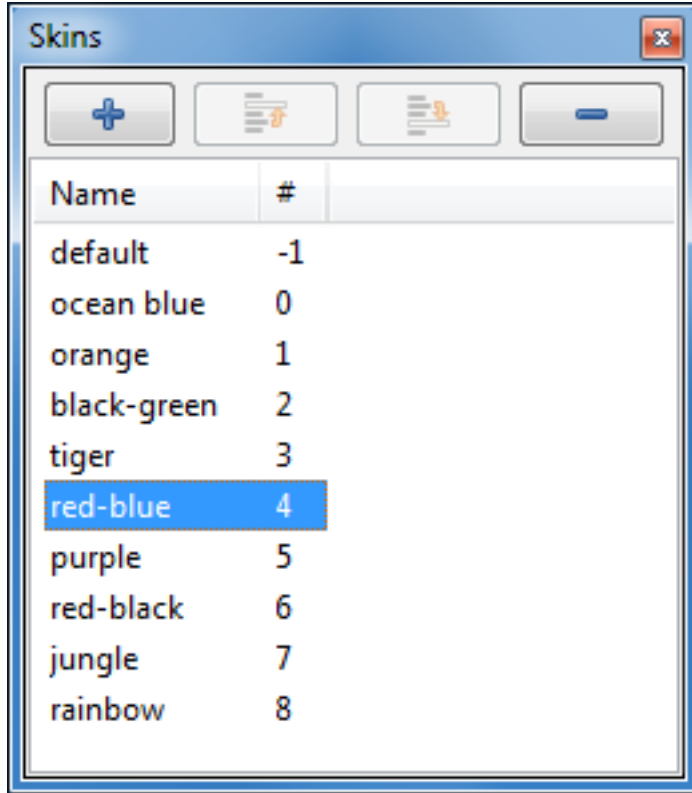 Skins
Name #
default -1
ocean blue 0
orange 1
black-green 2
tiger 3
red-blue 4
purple 5
red-black 6
jungle 7
rainbow 8